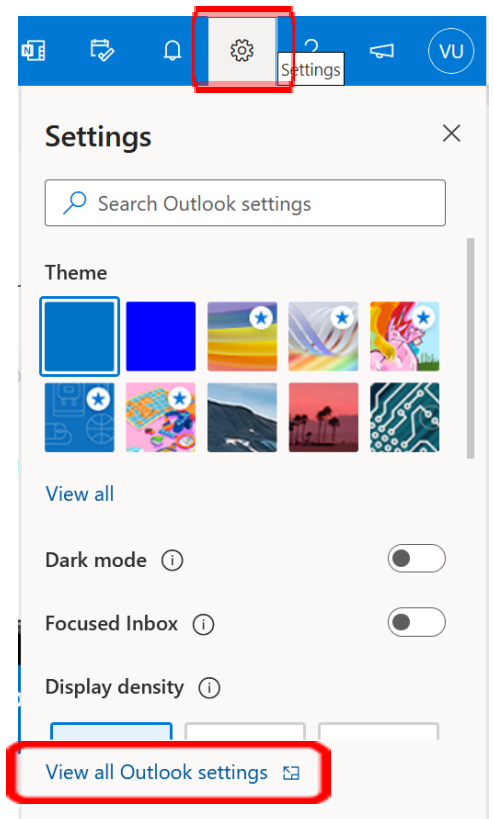 VU
Settings
Settings
Search Outlook settings
Theme
View all
Dark mode
Focused Inbox
Display density
View all Outlook settings